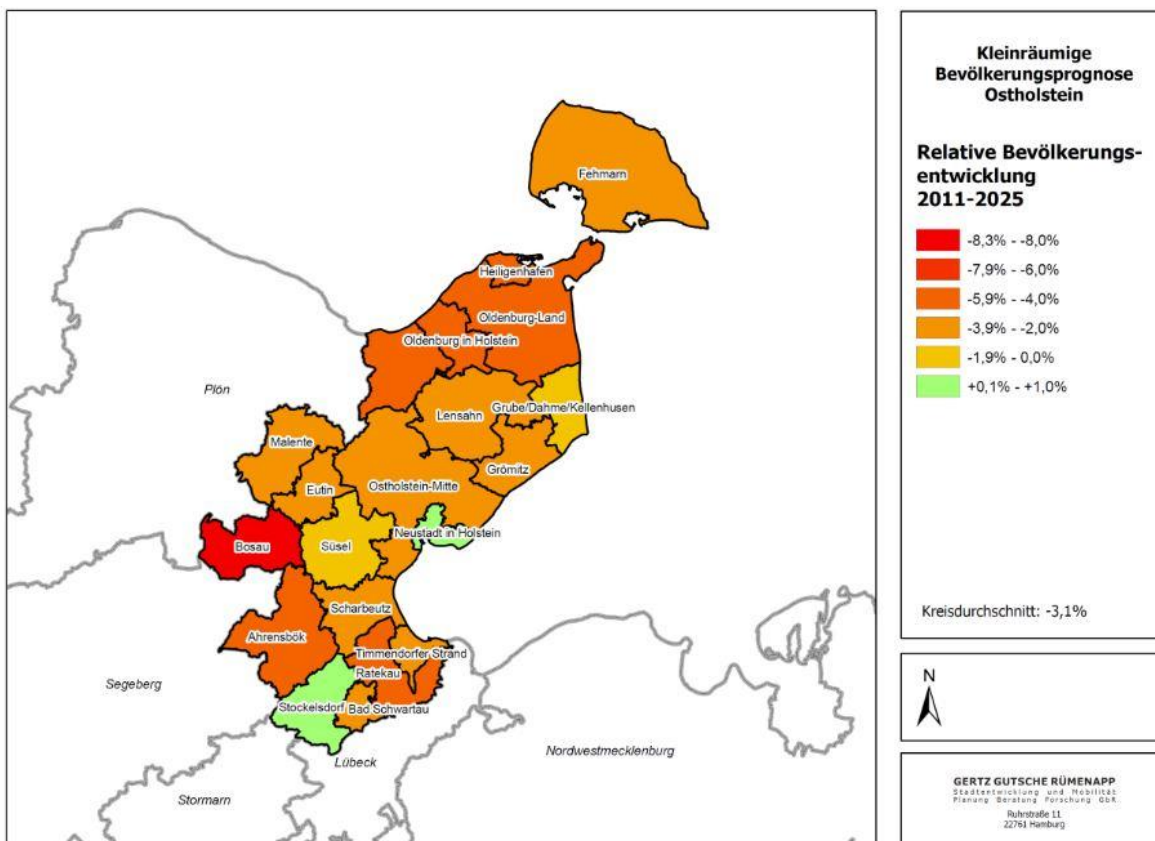 Fehmarn
Heiligenhafen
Oldenburg-Land
Oldenburg in Holstein
Plön
Grube/Dahme/Kellenhusen
Lensahn
Malente
Grömitz
Eutin
Ostholstein-Mitte
Neustadt in Holstein
Bosau
Süsel
Scharbeutz
Ahrensbök
Timmendorfer Strand
Ratekau
Segeberg
Stockelsdorf
Bad Schwartau
Nordwestmecklenburg
Lübeck
Stormarn
Kleinräumige
Bevölkerungsprognose
Ostholstein
Relative Bevölkerungs-
entwicklung
2011-2025
-8,3% - -8,0%
-7,9% - -6,0%
-5,9% - -4,0%
-3,9% - -2,0%
-1,9% - 0,0%
+0,1% - +1,0%
Kreisdurchschnitt: -3,1%
N
GERTZ GUTSCHE RÜMENAPP
Stadtentwicklung und Mobilität
Planung Beratung Forschung GbR
Ruhrstraße 11
22761 Hamburg